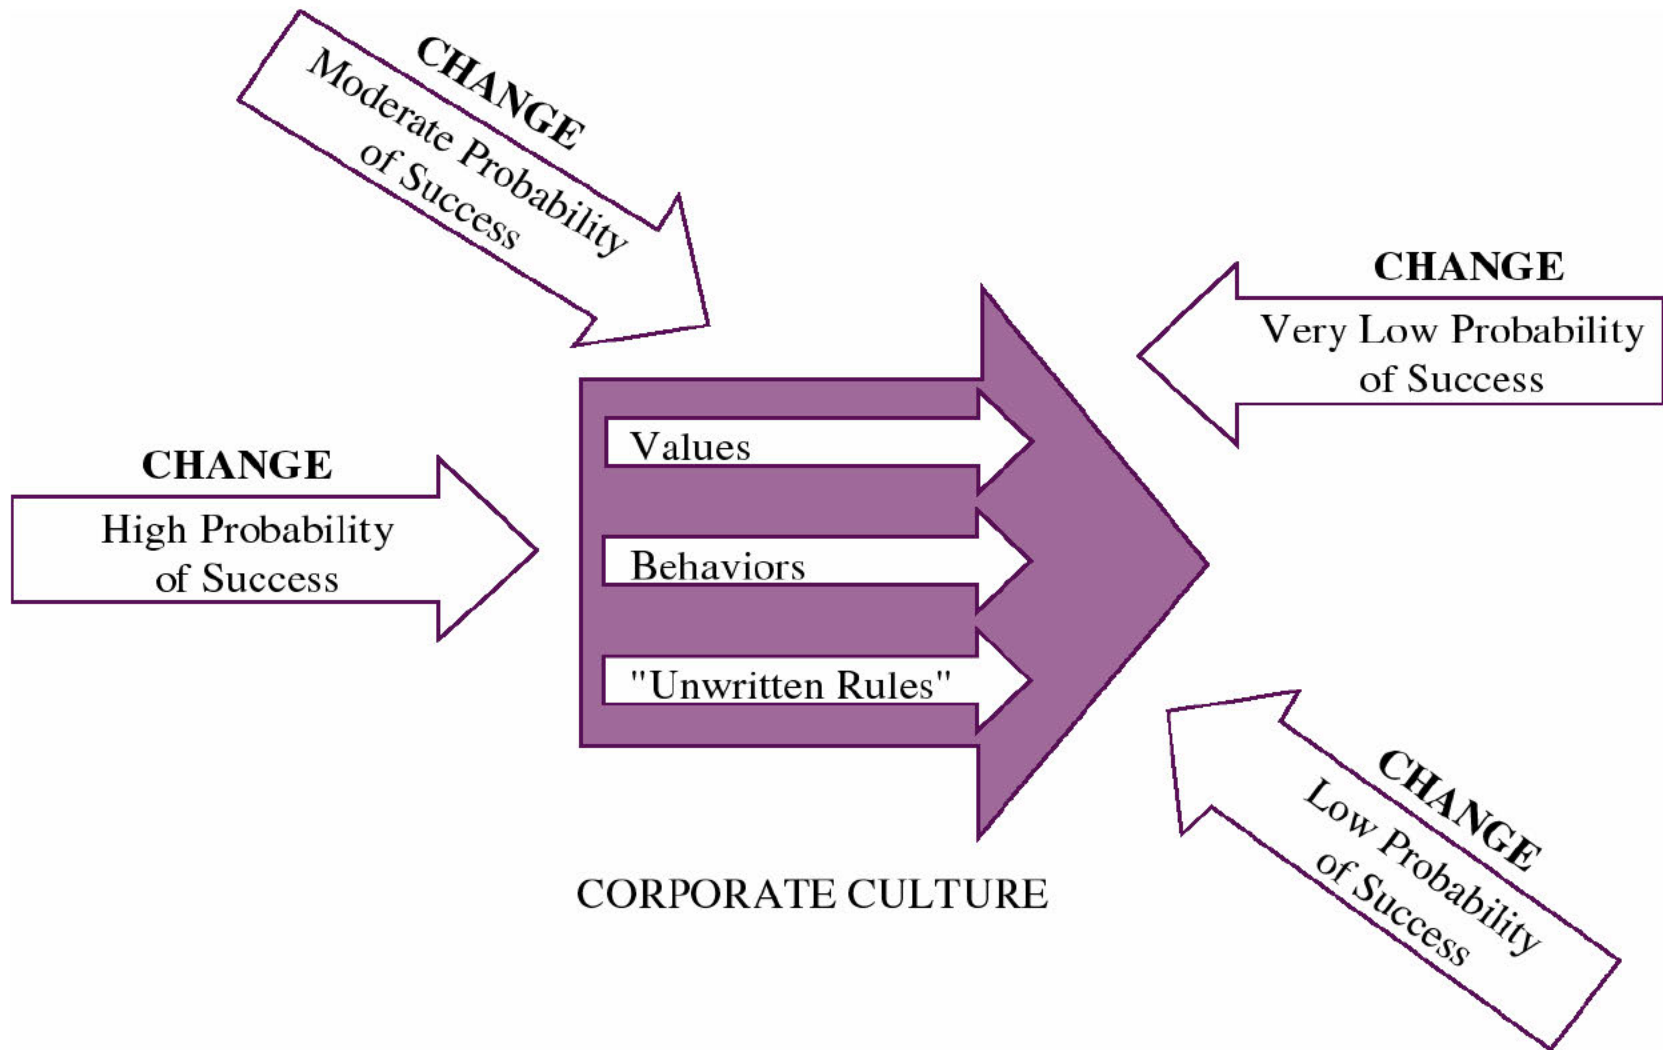 CHANGE
Moderate Probability
of Success
CHANGE
Very Low Probability
of Success
CHANGE
High Probability
of Success
Values
Behaviors
"Unwritten Rules"
CHANGE
Low Probability
of Success
CORPORATE CULTURE